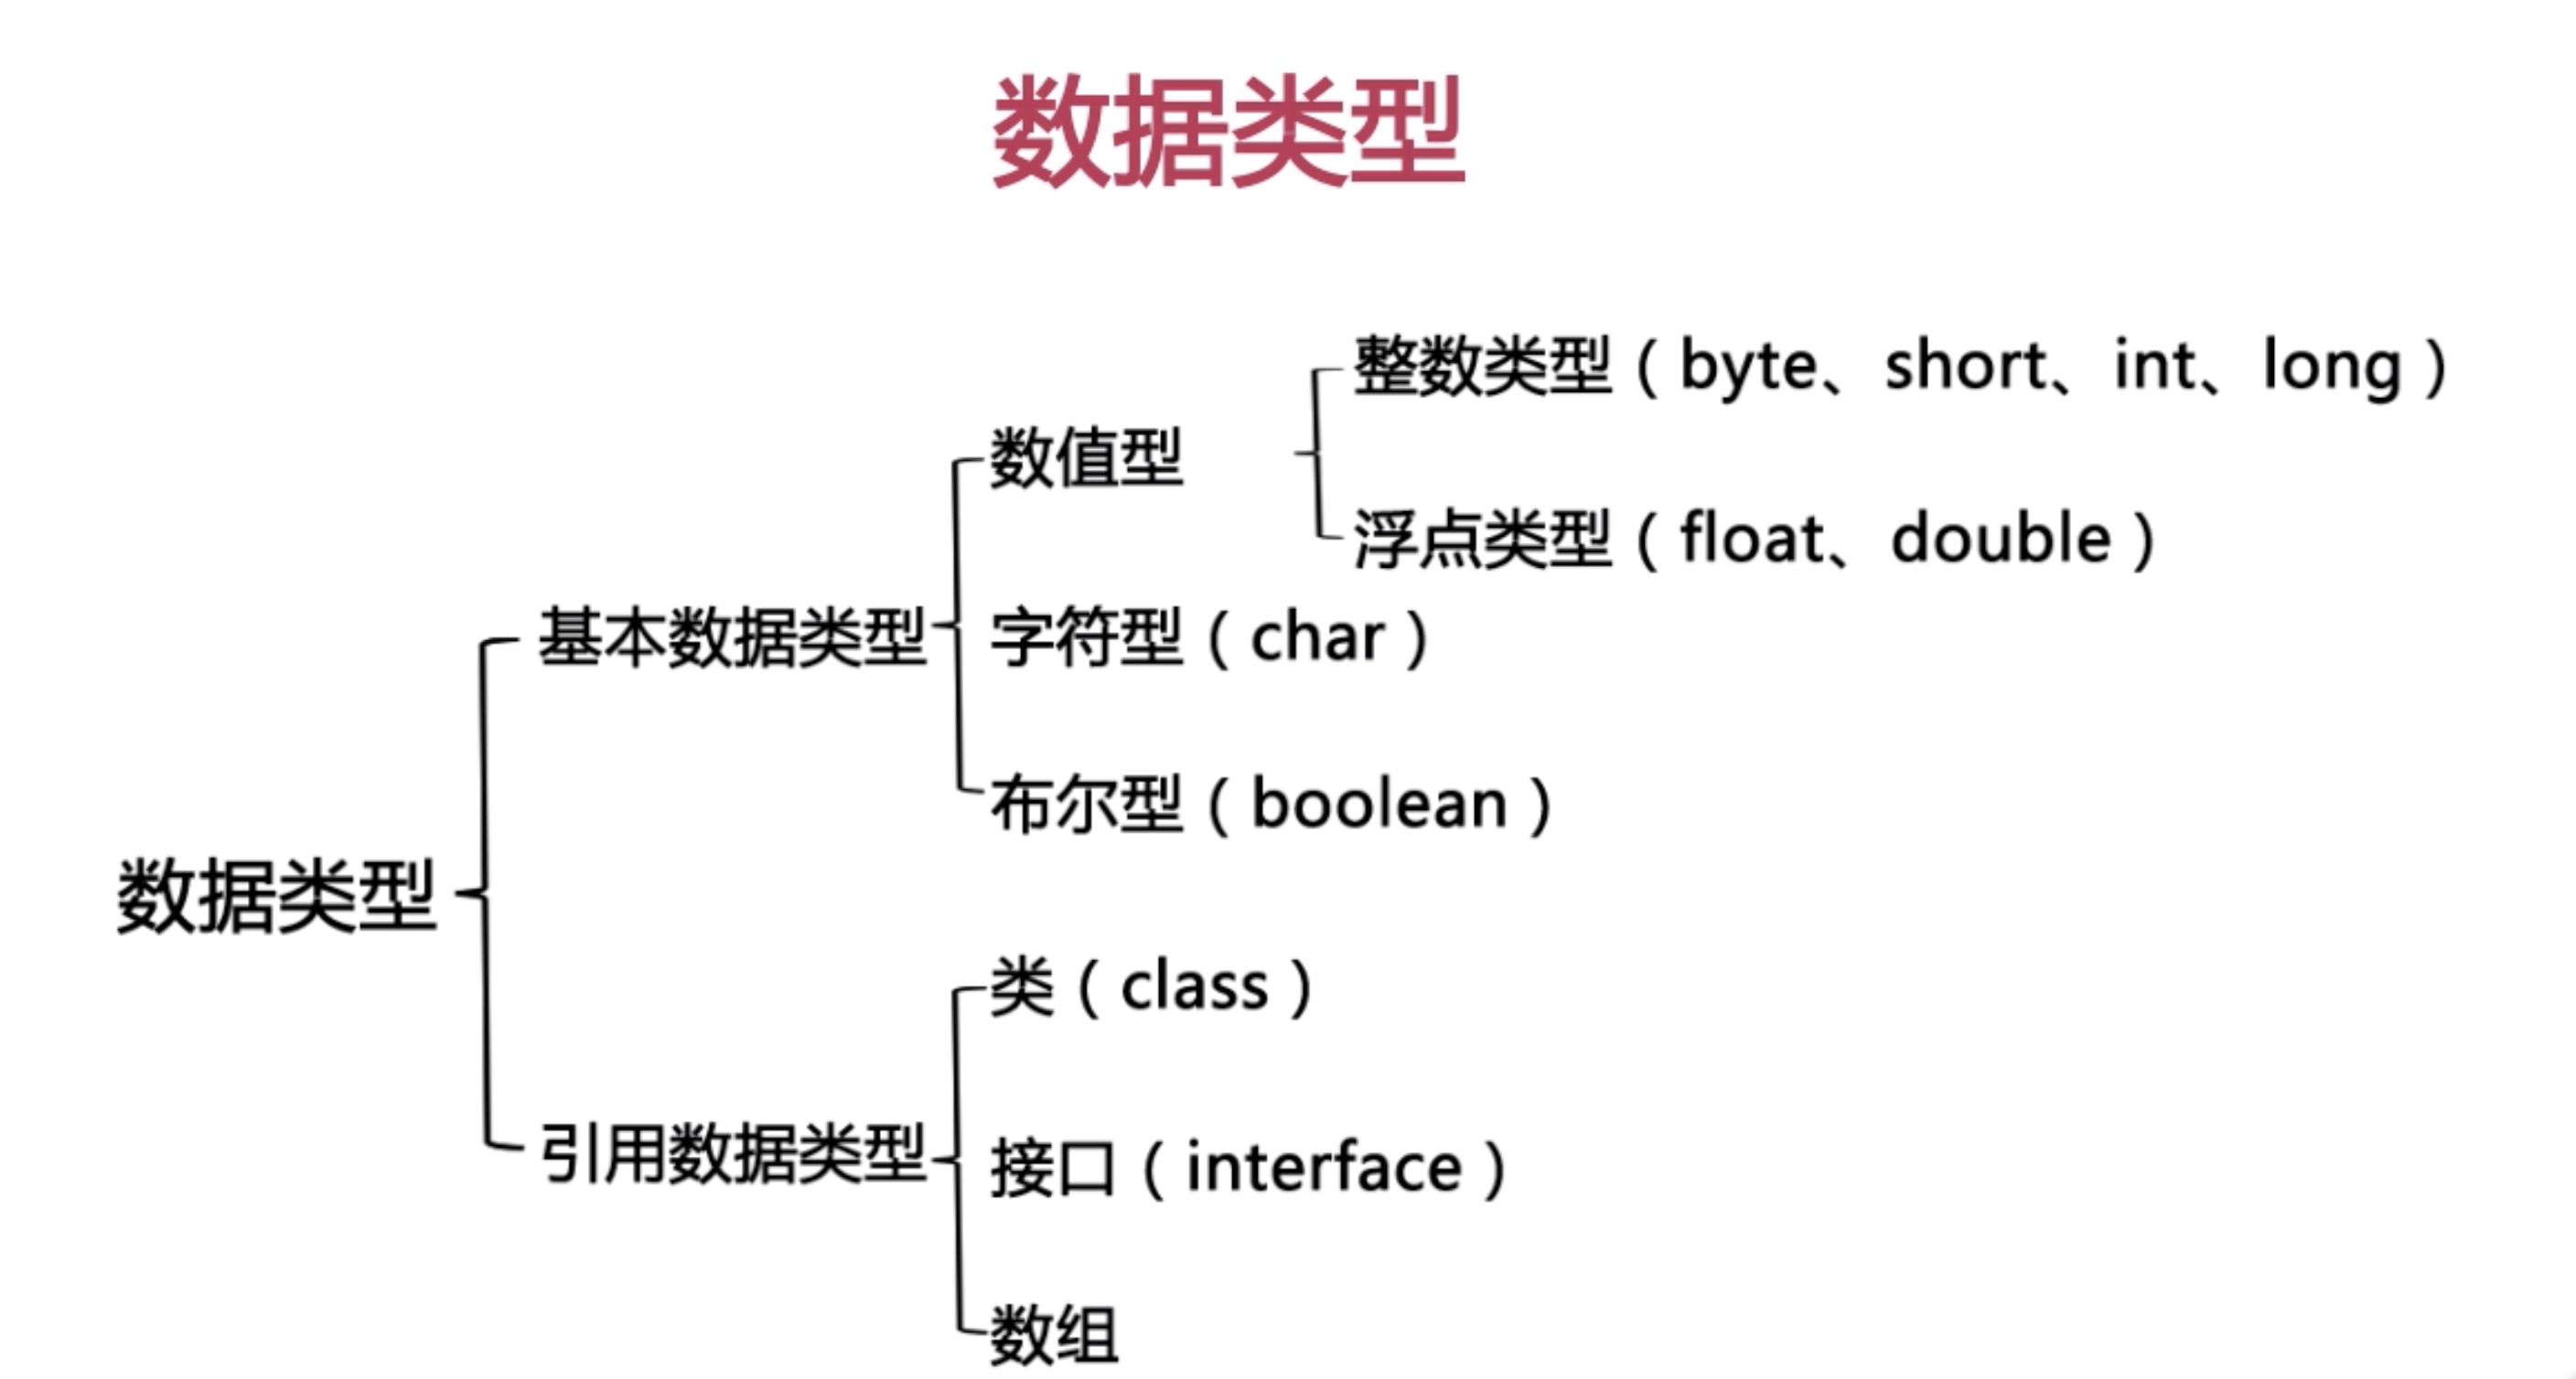 数据类型
整数类型（byte、short、int、long）
数值型
浮点类型（float、double）
基本数据类型
字符型（char）
布尔型（boolean）
数据类型
类（class）
引用数据类型
接口（interface）
数组